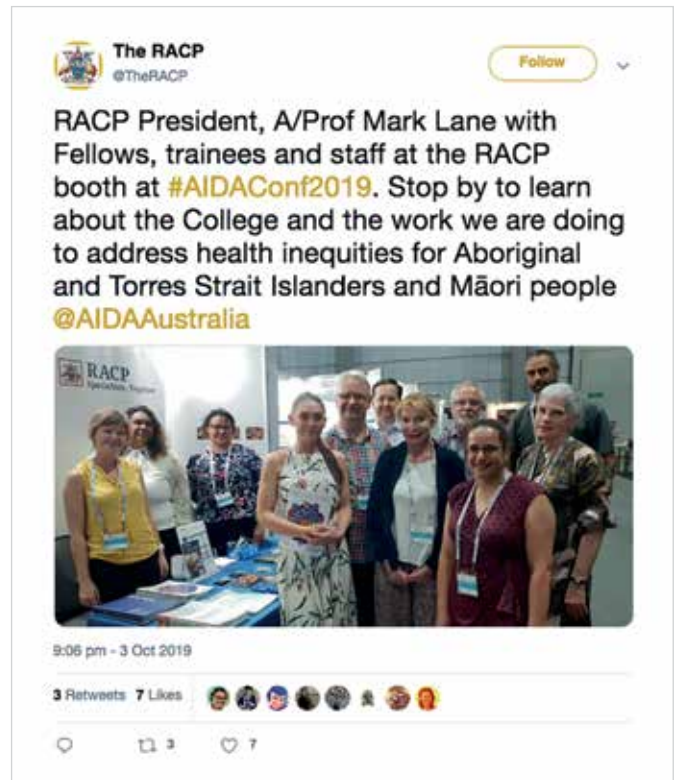 The RACP
@TheRACP
Follow
RACP President, A/Prof Mark Lane with
Fellows, trainees and staff at the RACP
booth at #AIDAConf2019. Stop by to learn
about the College and the work we are doing
to address health inequities for Aboriginal
and Torres Strait Islanders and Māori people
@AIDAAustralia
RACP
9:06 pm - 3 Oct 2019
3 Retweets 7 Likes
3 7